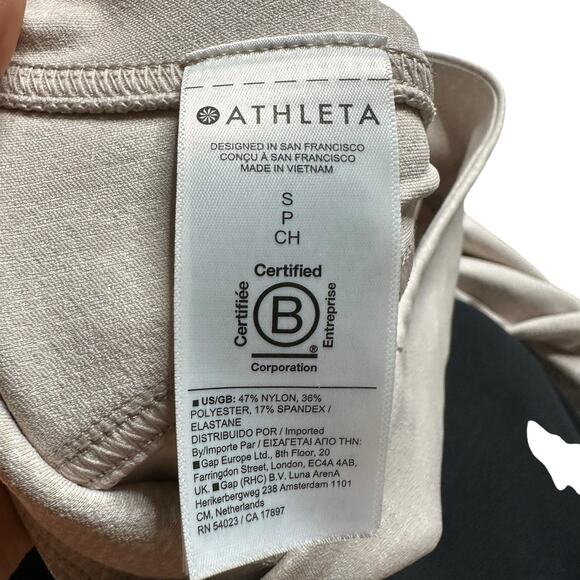 ATHLETA
DESIGNED IN SAN FRANCISCO
CONÇU À SAN FRANCISCO
MADE IN VIETNAM
S
P
CH
Certified
Certifiée
B
Entreprise
®
Corporation
US/GB: 47% NYLON, 36%
POLYESTER, 17% SPANDEX /
ELASTANE
DISTRIBUIDO POR / Imported
By/Importe Par / ΕΙΣΑΓΕΤΑΙ ΑΠΟ ΤΗΝ:
Gap Europe Ltd., 8th Floor, 20
Farringdon Street, London, EC4A 4AB,
UK. Gap (RHC) B.V. Luna ArenA
Herikerbergweg 238 Amsterdam 1101
CM, Netherlands
RN 54023 / CA 17897